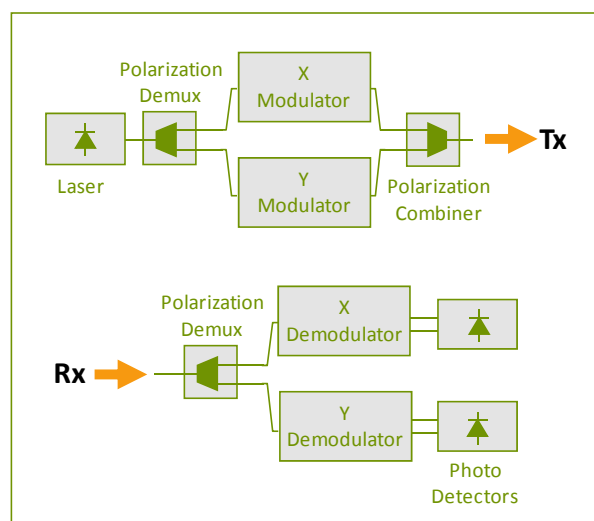 Polarization
Demux
X
Modulator
Laser
Y
Modulator
Tx
Polarization
Combiner
Polarization
Demux
X
Demodulator
Rx
Y
Demodulator
Photo
Detectors